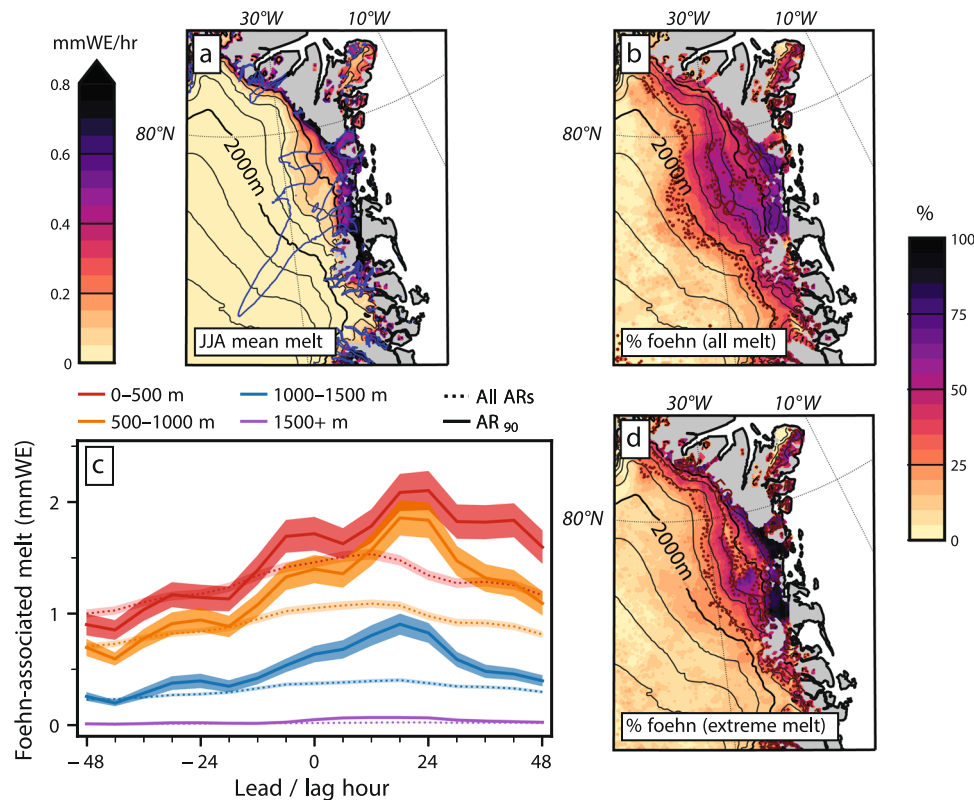 30°W 10°W
mmWE/hr
0.8
0.6
0.4
0.2
0
a
80°N
2000m
JJA mean melt
30°W 10°W
b
80°N
2000m
% foehn (all melt)
%
100
75
50
25
0
0–500 m
500–1000 m
1000–1500 m
1500+ m
All ARs
AR 90
c
Foehn-associated melt (mmWE)
2
1
0
−48 −24 0 24 48
Lead / lag hour
30°W 10°W
d
80°N
2000m
% foehn (extreme melt)